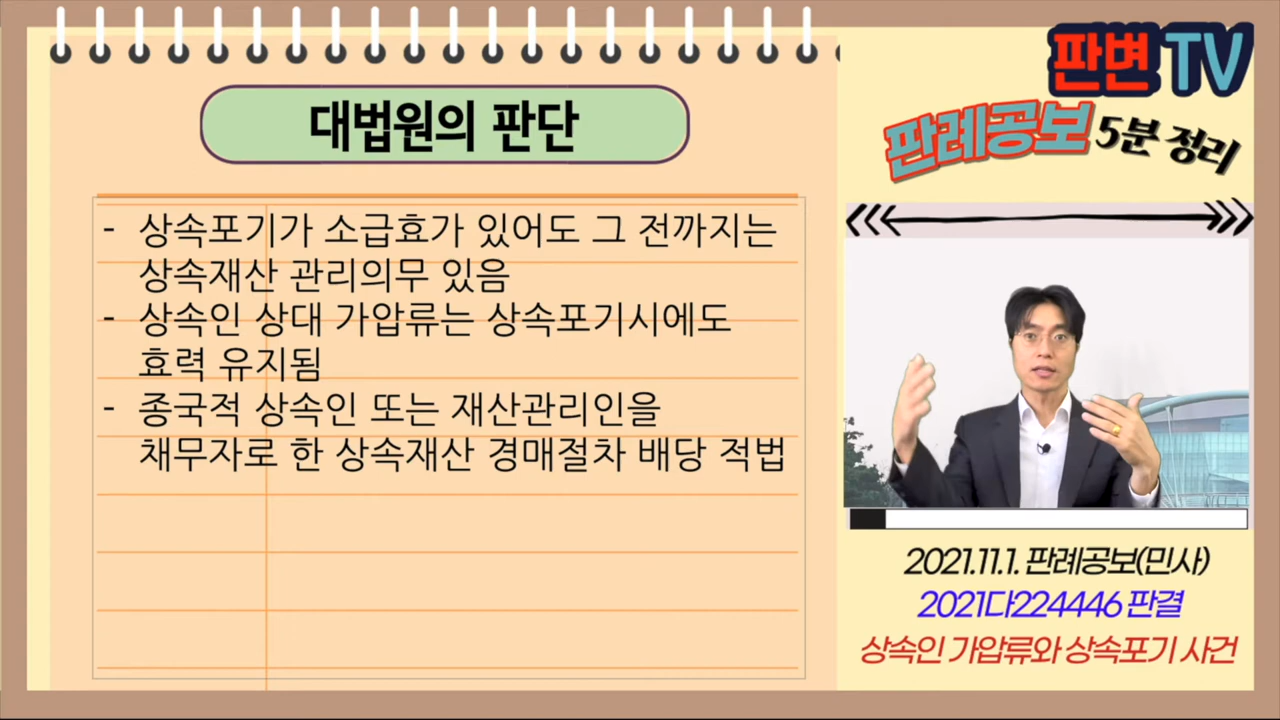 대법원의 판단
- 상속포기가 소급효가 있어도 그 전까지는
상속재산 관리의무 있음
- 상속인 상대 가압류는 상속포기시에도
효력 유지됨
- 종국적 상속인 또는 재산관리인을
채무자로 한 상속재산 경매절차 배당 적법
판변 TV
판례공보 5분 정리
2021.11.1. 판례공보(민사)
2021다224446 판결
상속인 가압류와 상속포기 사건